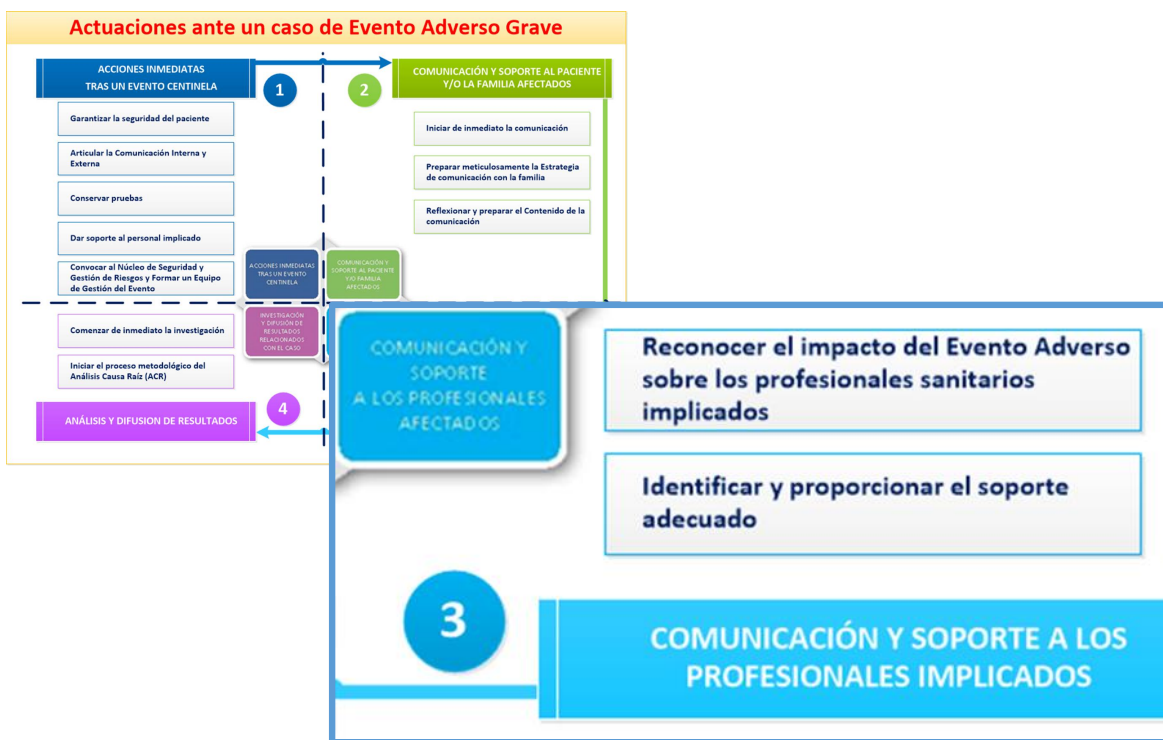 Actuaciones ante un caso de Evento Adverso Grave
ACCIONES INMEDIATAS
TRAS UN EVENTO CENTINELA
1
Garantizar la seguridad del paciente
Articular la Comunicación Interna y
Externa
Conservar pruebas
Dar soporte al personal implicado
Convocar al Núcleo de Seguridad y
Gestión de Riesgos y Formar un Equipo
de Gestión del Evento
2
COMUNICACIÓN Y SOPORTE AL PACIENTE
Y/O LA FAMILIA AFECTADOS
Iniciar de inmediato la comunicación
Preparar meticulosamente la Estrategia
de comunicación con la familia
Reflexionar y preparar el Contenido de la
comunicación
ACCIONES INMEDIATAS
TRAS UN EVENTO
CENTINELA
COMUNICACIÓN Y
SOPORTE AL PACIENTE
Y/O FAMILIA
AFECTADOS
INVESTIGACIÓN
Y DIFUSIÓN DE
RESULTADOS
RELACIONADOS
CON EL CASO
Comenzar de inmediato la investigación
Iniciar el proceso metodológico del
Análisis Causa Raíz (ACR)
ANÁLISIS Y DIFUSION DE RESULTADOS
4
COMUNICACIÓN Y
SOPORTE
A LOS PROFESIONALES
AFECTADOS
Reconocer el impacto del Evento Adverso
sobre los profesionales sanitarios
implicados
Identificar y proporcionar el soporte
adecuado
3
COMUNICACIÓN Y SOPORTE A LOS
PROFESIONALES IMPLICADOS